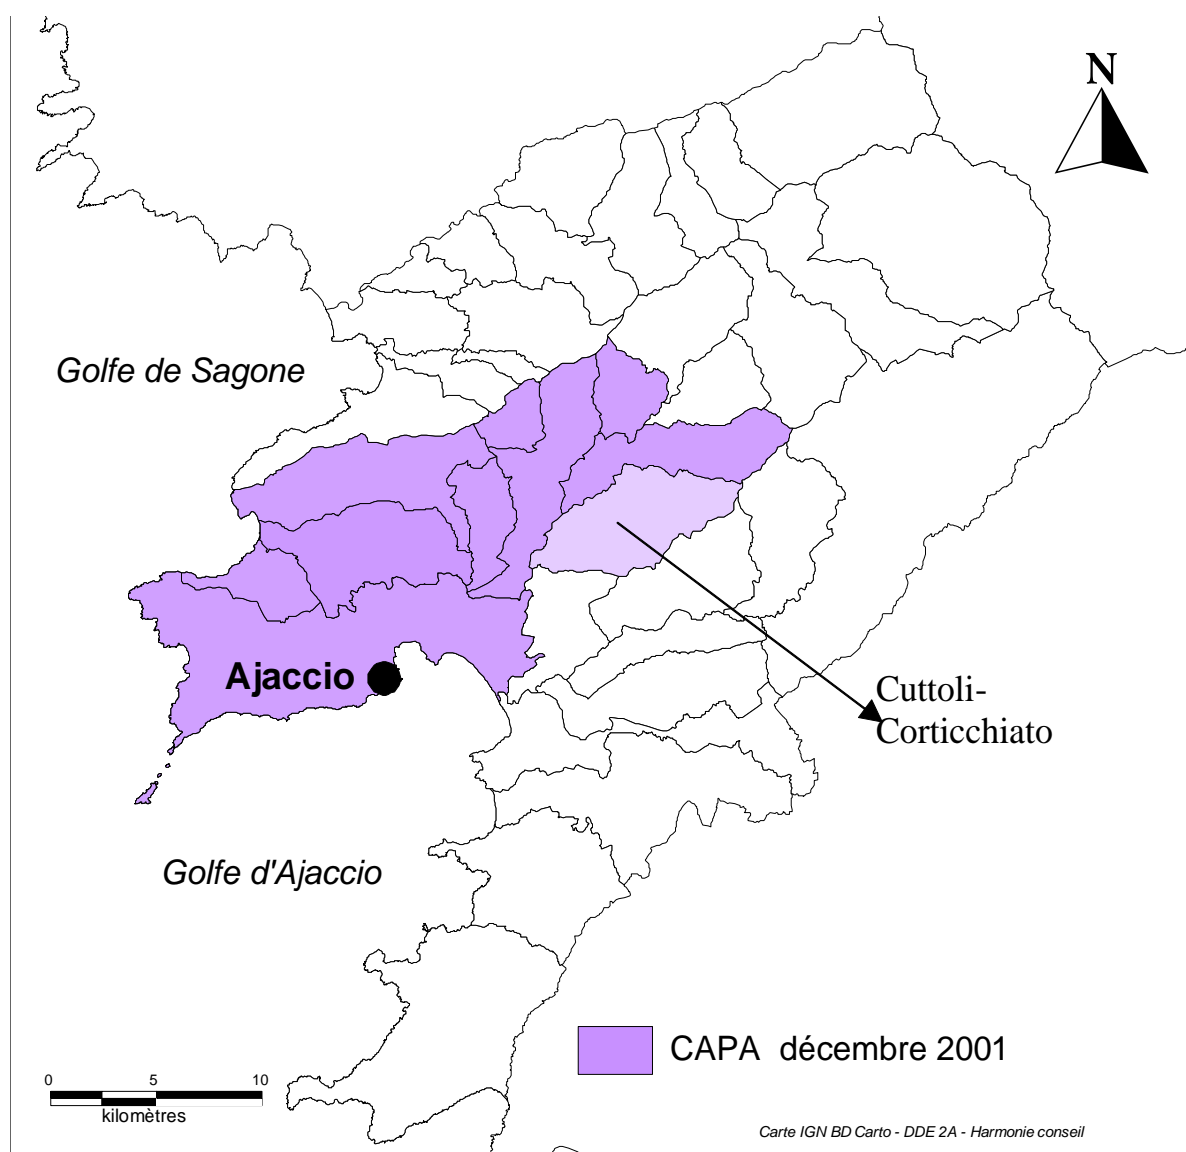 N
Golfe de Sagone
Ajaccio
Cuttoli-
Corticchiato
Golfe d'Ajaccio
CAPA décembre 2001
0 5 10
kilomètres
Carte IGN BD Carto - DDE 2A - Harmonie conseil